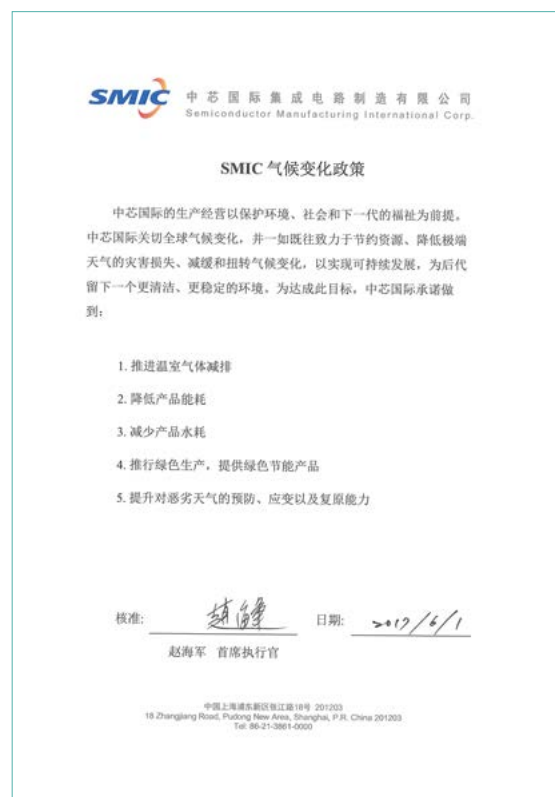 SMIC 中芯国际集成电路制造有限公司
Semiconductor Manufacturing International Corp.
SMIC 气候变化政策
中芯国际的生产经营以保护环境、社会和下一代的福祉为前提。
中芯国际关切全球气候变化，并一如既往致力于节约资源、降低极端
天气的灾害损失、减缓和扭转气候变化，以实现可持续发展，为后代
留下一个更清洁、更稳定的环境。为达成此目标，中芯国际承诺做
到：
1. 推进温室气体减排
2. 降低产品能耗
3. 减少产品水耗
4. 推行绿色生产，提供绿色节能产品
5. 提升对恶劣天气的预防、应变以及复原能力
核准: 日期: 2017/6/1
赵海军 首席执行官
中国上海浦东新区张江路18号 201203
18 Zhangjiang Road, Pudong New Area, Shanghai, P.R. China 201203
Tel: 86-21-3861-0000